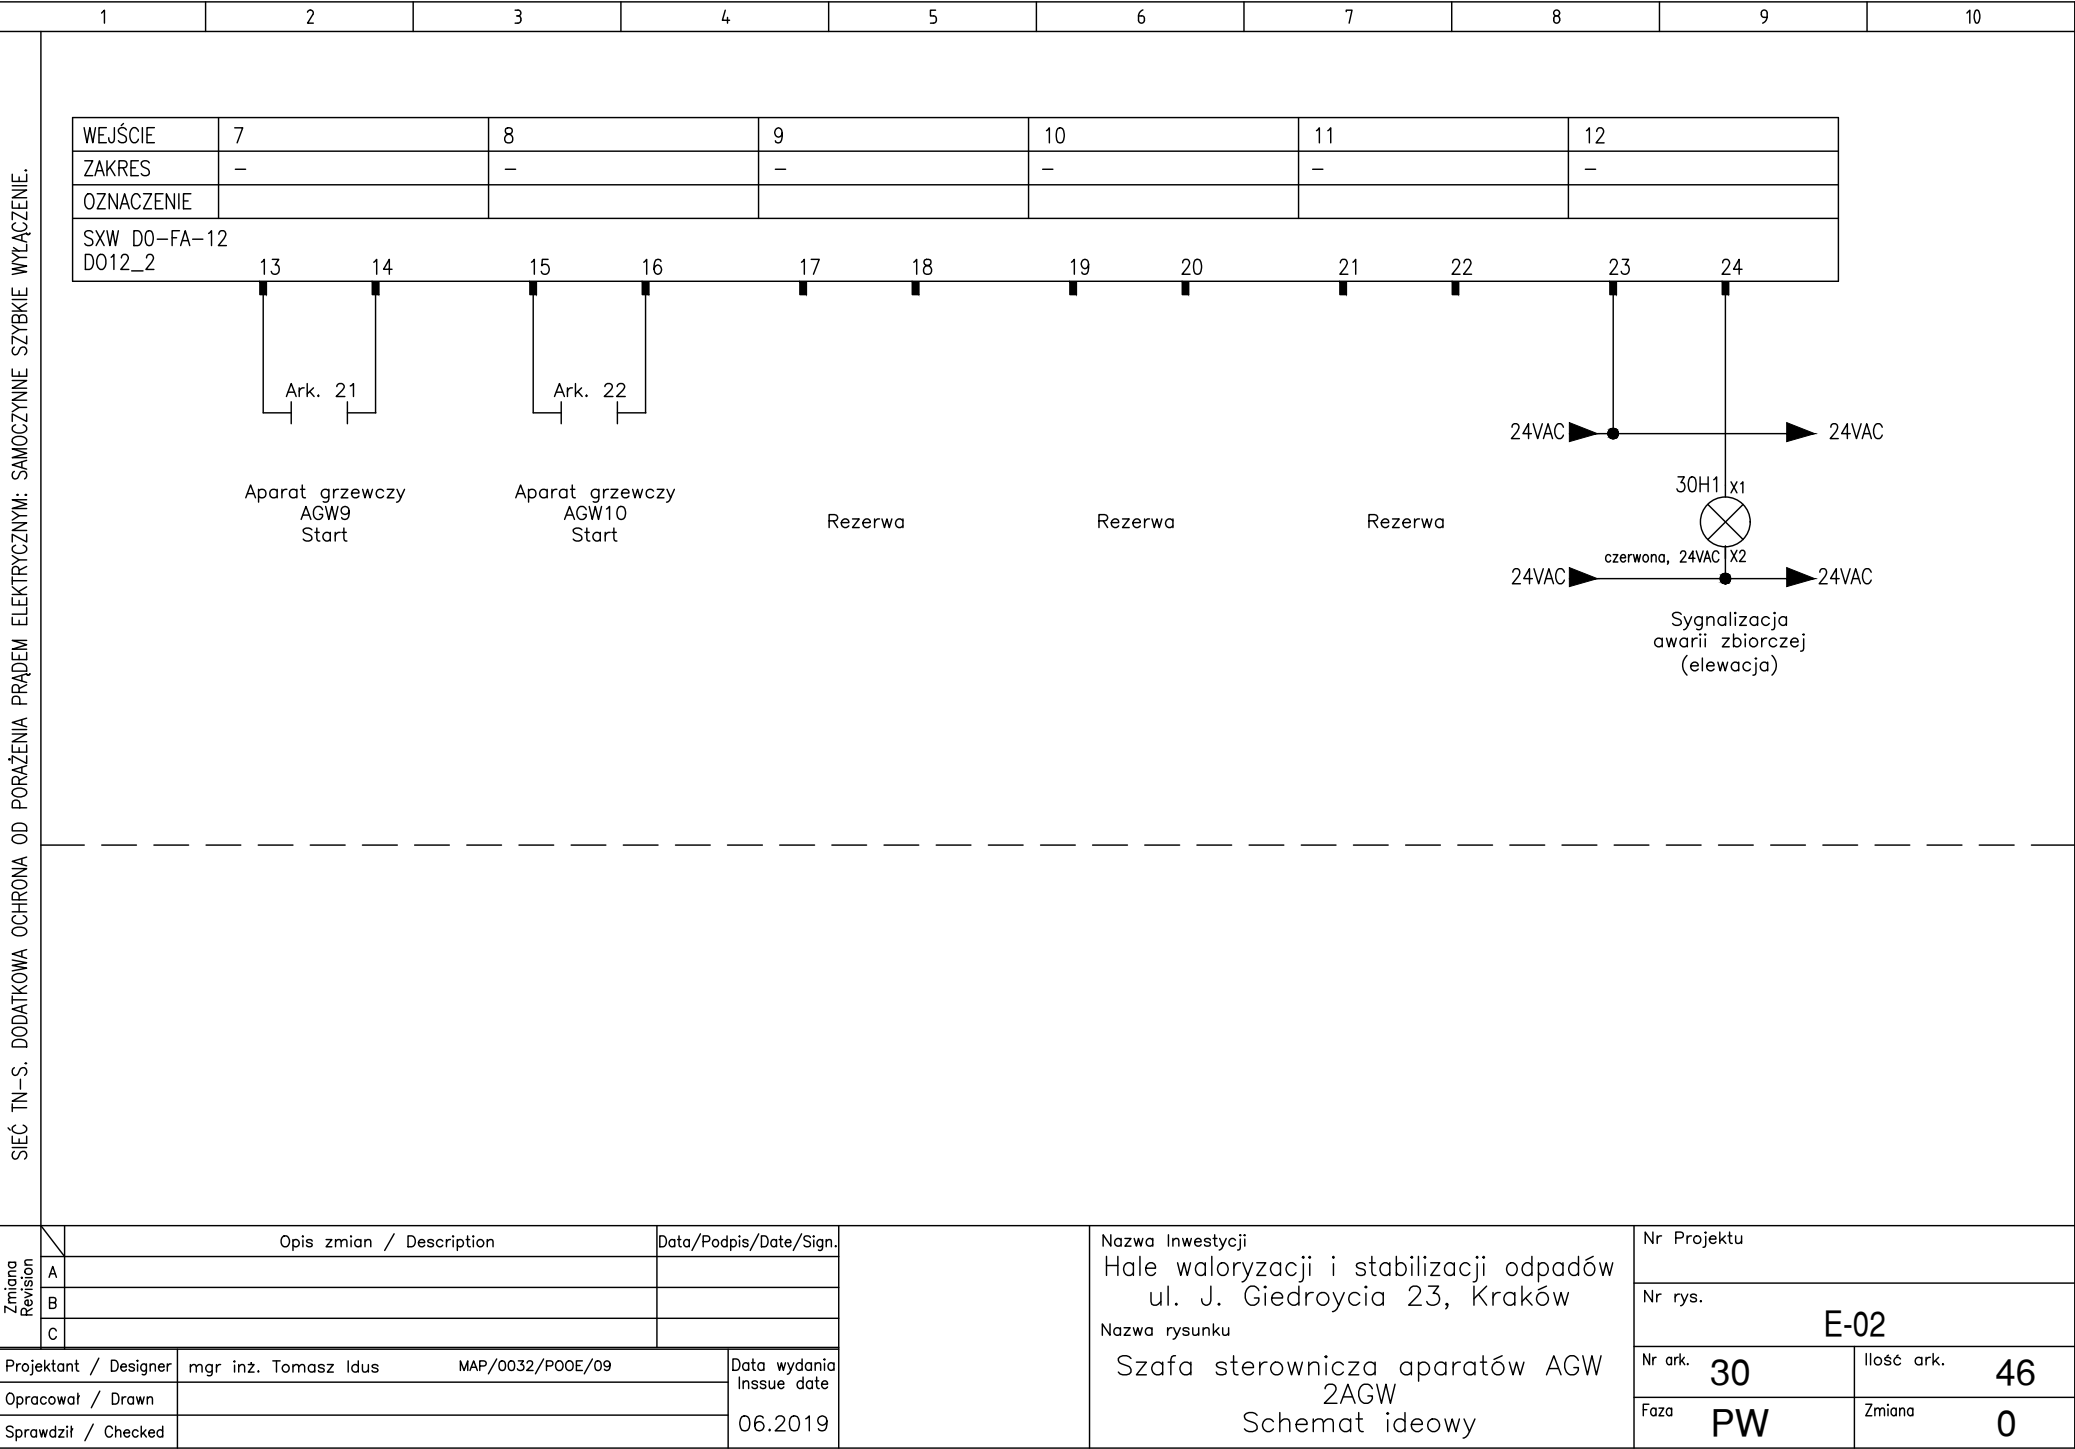 1 2 3 4 5 6 7 8 9 10
WEJŚCIE 7 8 9 10 11 12
ZAKRES – – – – – –
OZNACZENIE
SXW DO–FA–12
DO12_2
13 14 15 16 17 18 19 20 21 22 23 24
Ark. 21
Ark. 22
24VAC 24VAC
Aparat grzewczy
AGW9
Start
Aparat grzewczy
AGW10
Start
Rezerwa
Rezerwa
Rezerwa
30H1 X1
czerwona, 24VAC X2
24VAC 24VAC
Sygnalizacja
awarii zbiorczej
(elewacja)
SIEĆ TN–S. DODATKOWA OCHRONA OD PORAŻENIA PRĄDEM ELEKTRYCZNYM: SAMOCZYNNE SZYBKIE WYŁĄCZENIE.
Zmiana
Revision
Opis zmian / Description
Data/Podpis/Date/Sign.
A
B
C
Projektant / Designer mgr inż. Tomasz Idus MAP/0032/POOE/09
Opracował / Drawn
Sprawdził / Checked
Data wydania
Inssue date
06.2019
Nazwa Inwestycji
Hale waloryzacji i stabilizacji odpadów
ul. J. Giedroycia 23, Kraków
Nazwa rysunku
Szafa sterownicza aparatów AGW
2AGW
Schemat ideowy
Nr Projektu
Nr rys.
E-02
Nr ark. 30
Ilość ark. 46
Faza PW
Zmiana 0